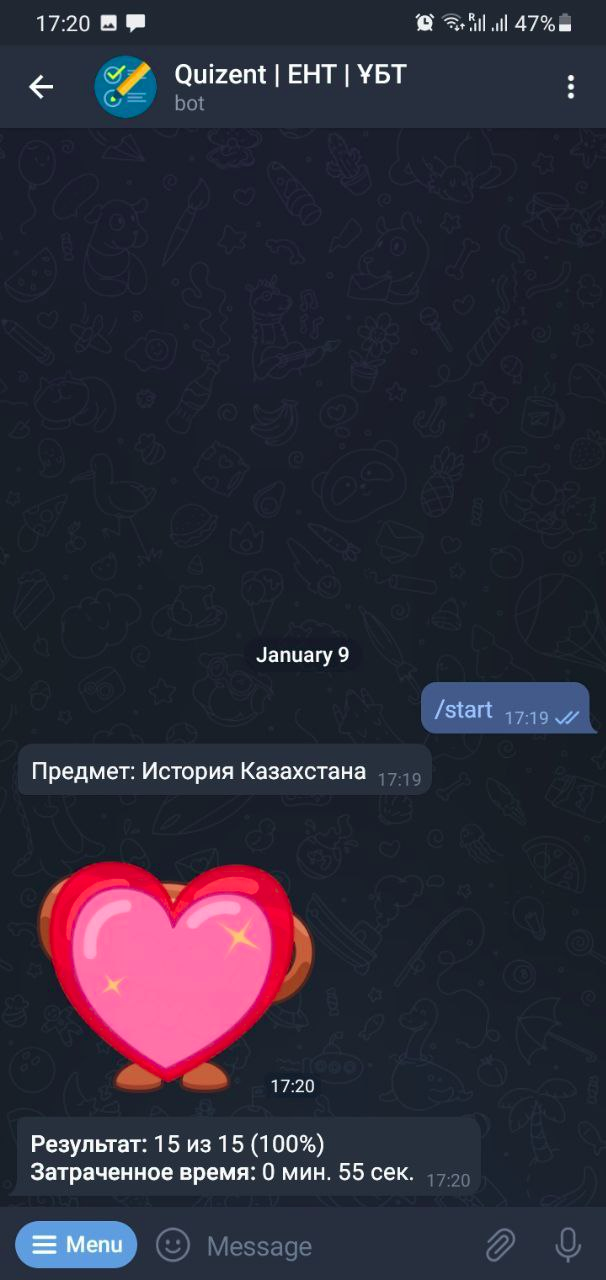 17:20
R
47%
Quizent | ЕНТ | ҰБТ
bot
January 9
/start 17:19
Предмет: История Казахстана 17:19
17:20
Результат: 15 из 15 (100%)
Затраченное время: 0 мин. 55 сек. 17:20
Menu
Message